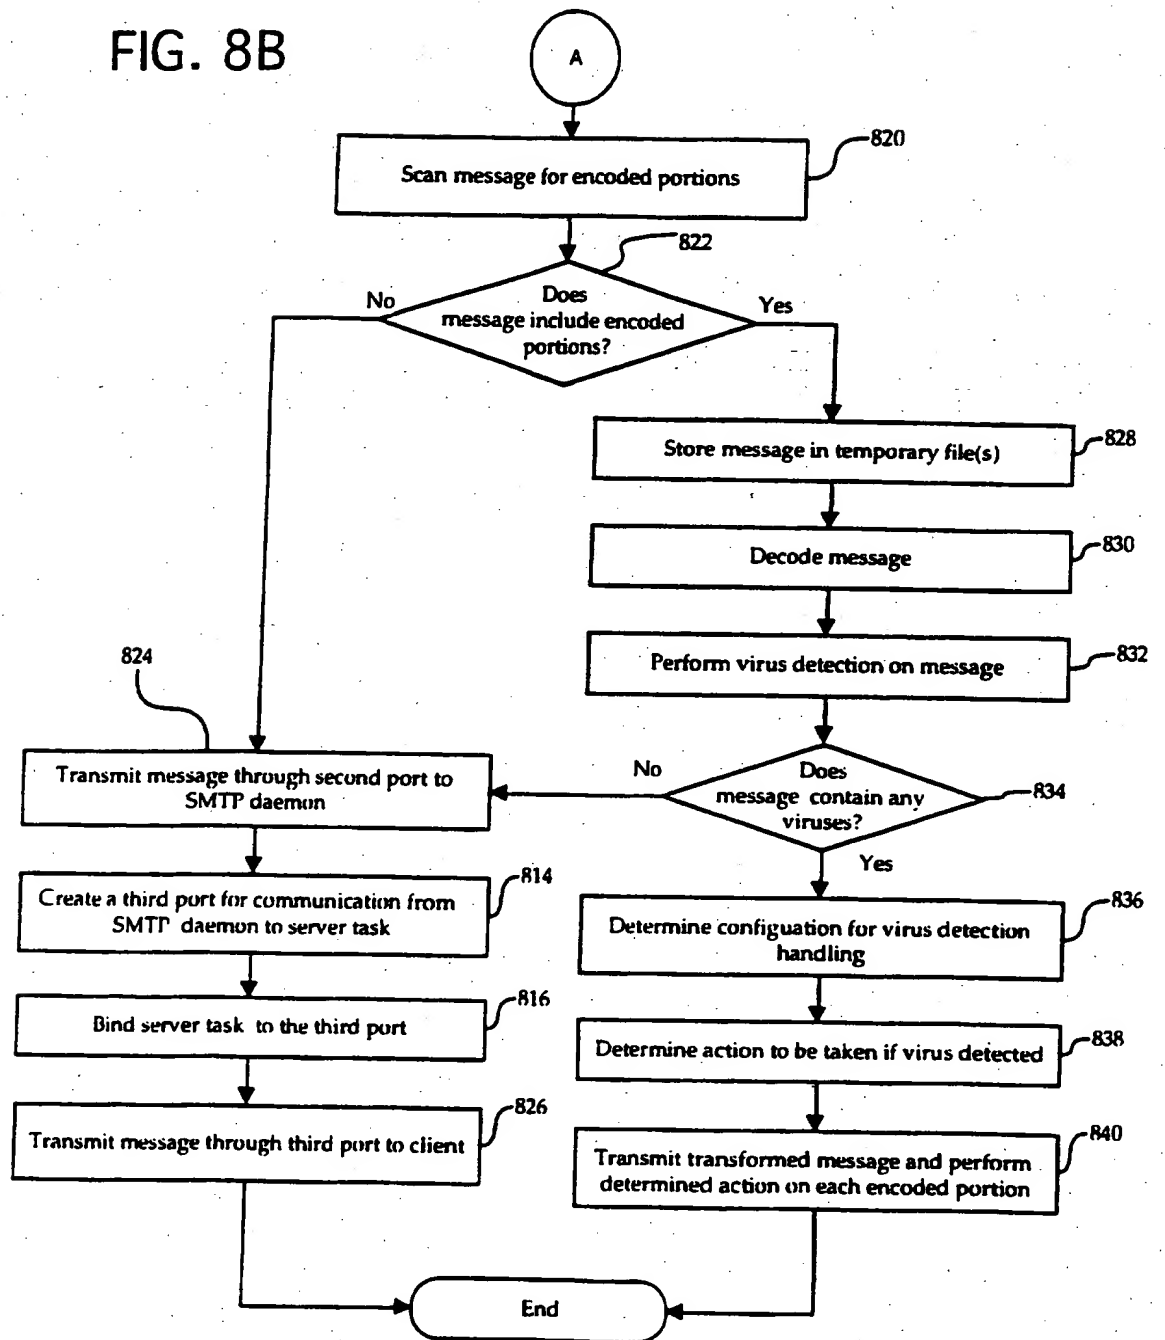 FIG. 8B
A
820
Scan message for encoded portions
822
No
Does
message include encoded
portions?
Yes
828
Store message in temporary file(s)
830
Decode message
832
Perform virus detection on message
824
Transmit message through second port to
SMTP daemon
No
Does
message contain any
viruses?
834
Yes
814
Create a third port for communication from
SMTP daemon to server task
836
Determine configuation for virus detection
handling
816
Bind server task to the third port
838
Determine action to be taken if virus detected
826
Transmit message through third port to client
840
Transmit transformed message and perform
determined action on each encoded portion
End